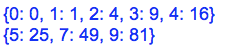 {0: 0, 1: 1, 2: 4, 3: 9, 4: 16}
{5: 25, 7: 49, 9: 81}